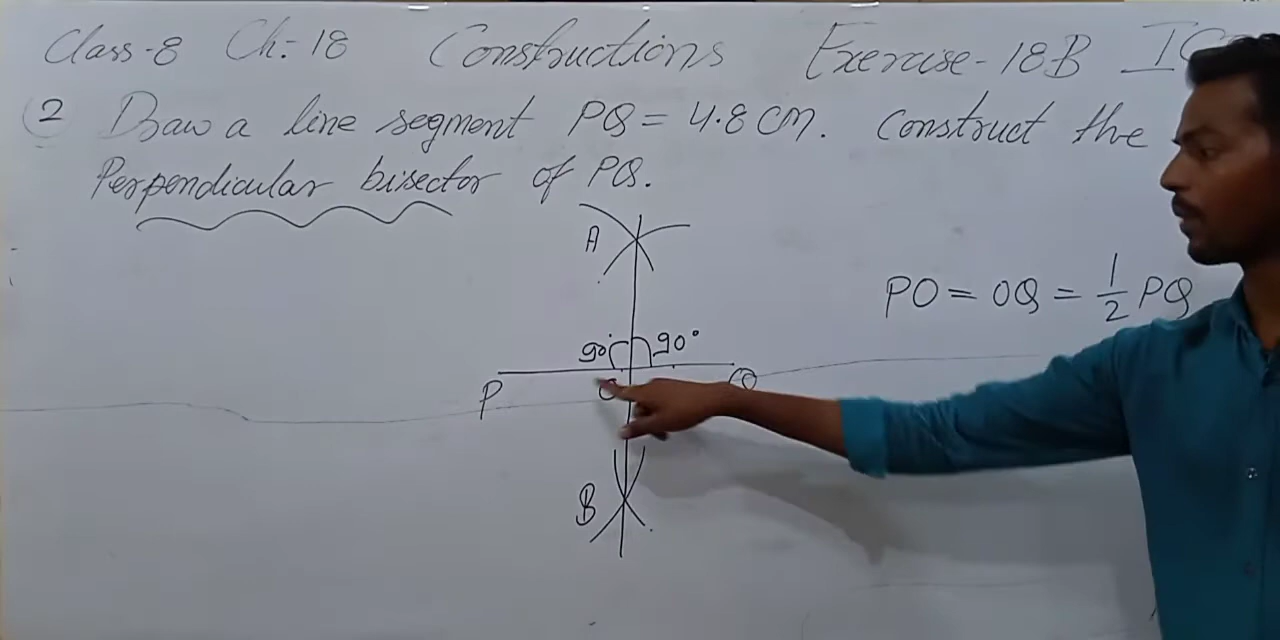 Class-8 Ch:-18 Constructions Exercise-18B
2 Draw a line segment PQ = 4.8 cm. Construct the
Perpendicular bisector of PQ.
A
PO = OQ = 1/2 PQ
90° 90°
P O Q
B